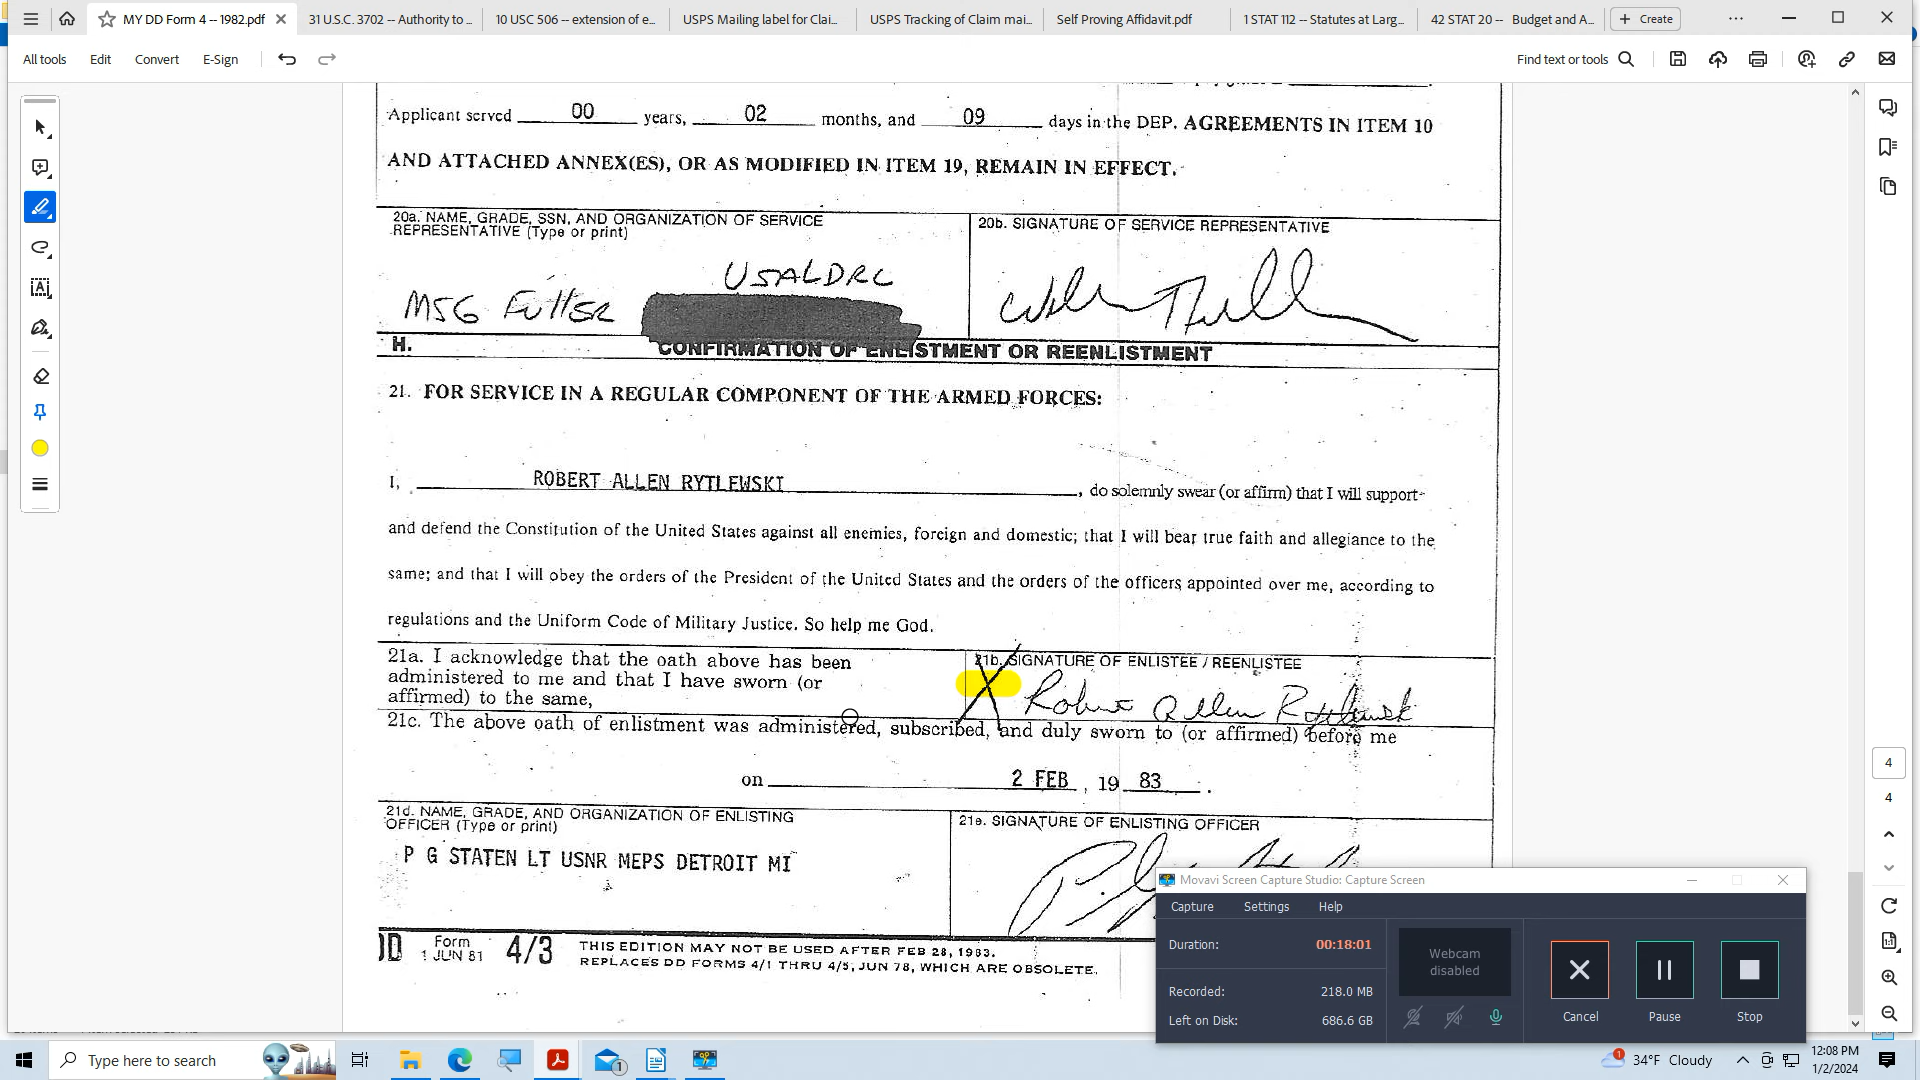 MY DD Form 4 -- 1982.pdf
31 U.S.C. 3702 -- Authority to ...
10 USC 506 -- extension of e...
USPS Mailing label for Clai...
USPS Tracking of Claim mai...
Self Proving Affidavit.pdf
1 STAT 112 -- Statutes at Larg...
42 STAT 20 -- Budget and A...
Create
All tools Edit Convert E-Sign
Find text or tools
Applicant served 00 years, 02 months, and 09 days in the DEP. AGREEMENTS IN ITEM 10
AND ATTACHED ANNEX(ES), OR AS MODIFIED IN ITEM 19, REMAIN IN EFFECT.
20a. NAME, GRADE, SSN, AND ORGANIZATION OF SERVICE
REPRESENTATIVE (Type or print)
20b. SIGNATURE OF SERVICE REPRESENTATIVE
USALDRC
MSG
H. CONFIRMATION OF ENLISTMENT OR REENLISTMENT
21. FOR SERVICE IN A REGULAR COMPONENT OF THE ARMED FORCES:
I, ROBERT ALLEN RYTLEWSKI, do solemnly swear (or affirm) that I will support
and defend the Constitution of the United States against all enemies, foreign and domestic; that I will bear true faith and allegiance to the
same; and that I will obey the orders of the President of the United States and the orders of the officers appointed over me, according to
regulations and the Uniform Code of Military Justice. So help me God.
21a. I acknowledge that the oath above has been
administered to me and that I have sworn (or
affirmed) to the same,
21b. SIGNATURE OF ENLISTEE / REENLISTEE
X Robert Allen Rytlewski
21c. The above oath of enlistment was administered, subscribed, and duly sworn to (or affirmed) before me
on 2 FEB, 19 83.
21d. NAME, GRADE, AND ORGANIZATION OF ENLISTING
OFFICER (Type or print)
21e. SIGNATURE OF ENLISTING OFFICER
P G STATEN LT USNR MEPS DETROIT MI
DD Form 4/3
1 JUN 81
THIS EDITION MAY NOT BE USED AFTER FEB 28, 1983.
REPLACES DD FORMS 4/1 THRU 4/5, JUN 78, WHICH ARE OBSOLETE.
4
4
Movavi Screen Capture Studio: Capture Screen
Capture Settings Help
Duration: 00:18:01
Webcam
disabled
Recorded: 218.0 MB
Left on Disk: 686.6 GB
Cancel Pause Stop
Type here to search
1
1
34°F Cloudy
12:08 PM
1/2/2024